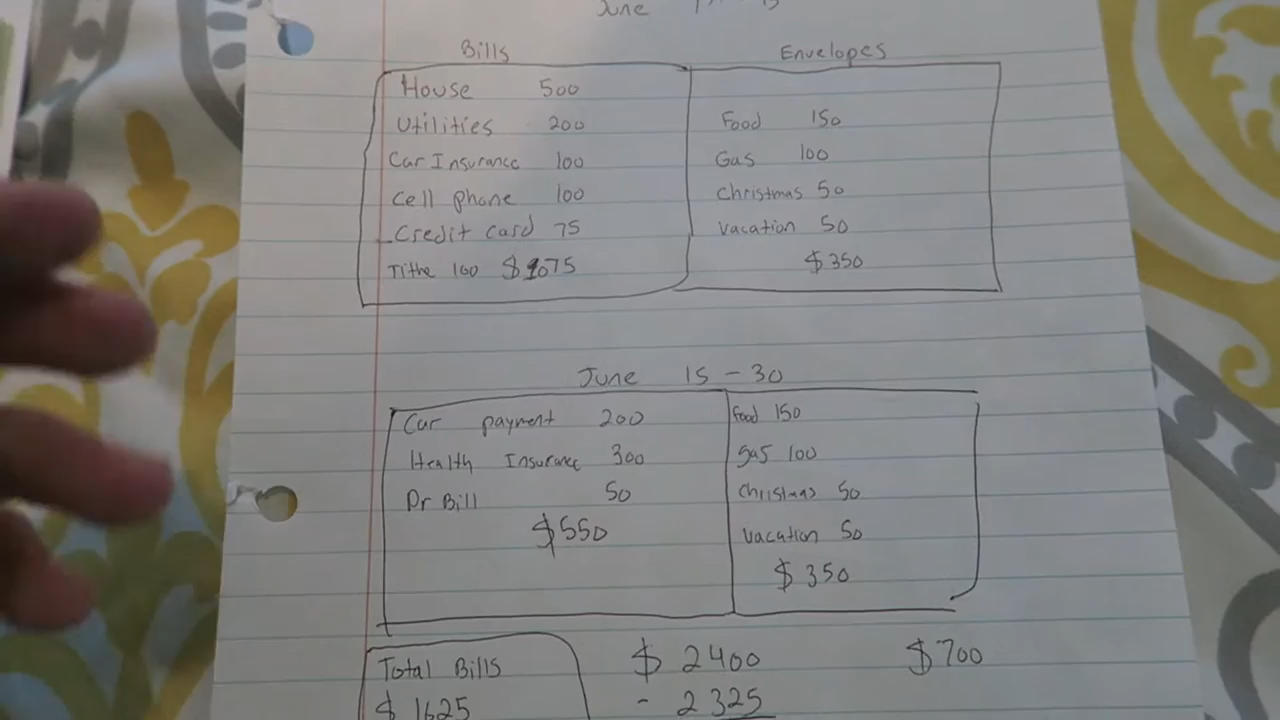 June
Bills
Envelopes
House 500
Utilities 200
Car Insurance 100
Cell phone 100
Credit card 75
Tithe 100 $1075
Food 150
Gas 100
Christmas 50
Vacation 50
$350
June 15-30
Car payment 200
Health Insurance 300
Dr Bill 50
$550
Food 150
gas 100
Christmas 50
Vacation 50
$350
Total Bills
$1625
$2400
- 2325
$700